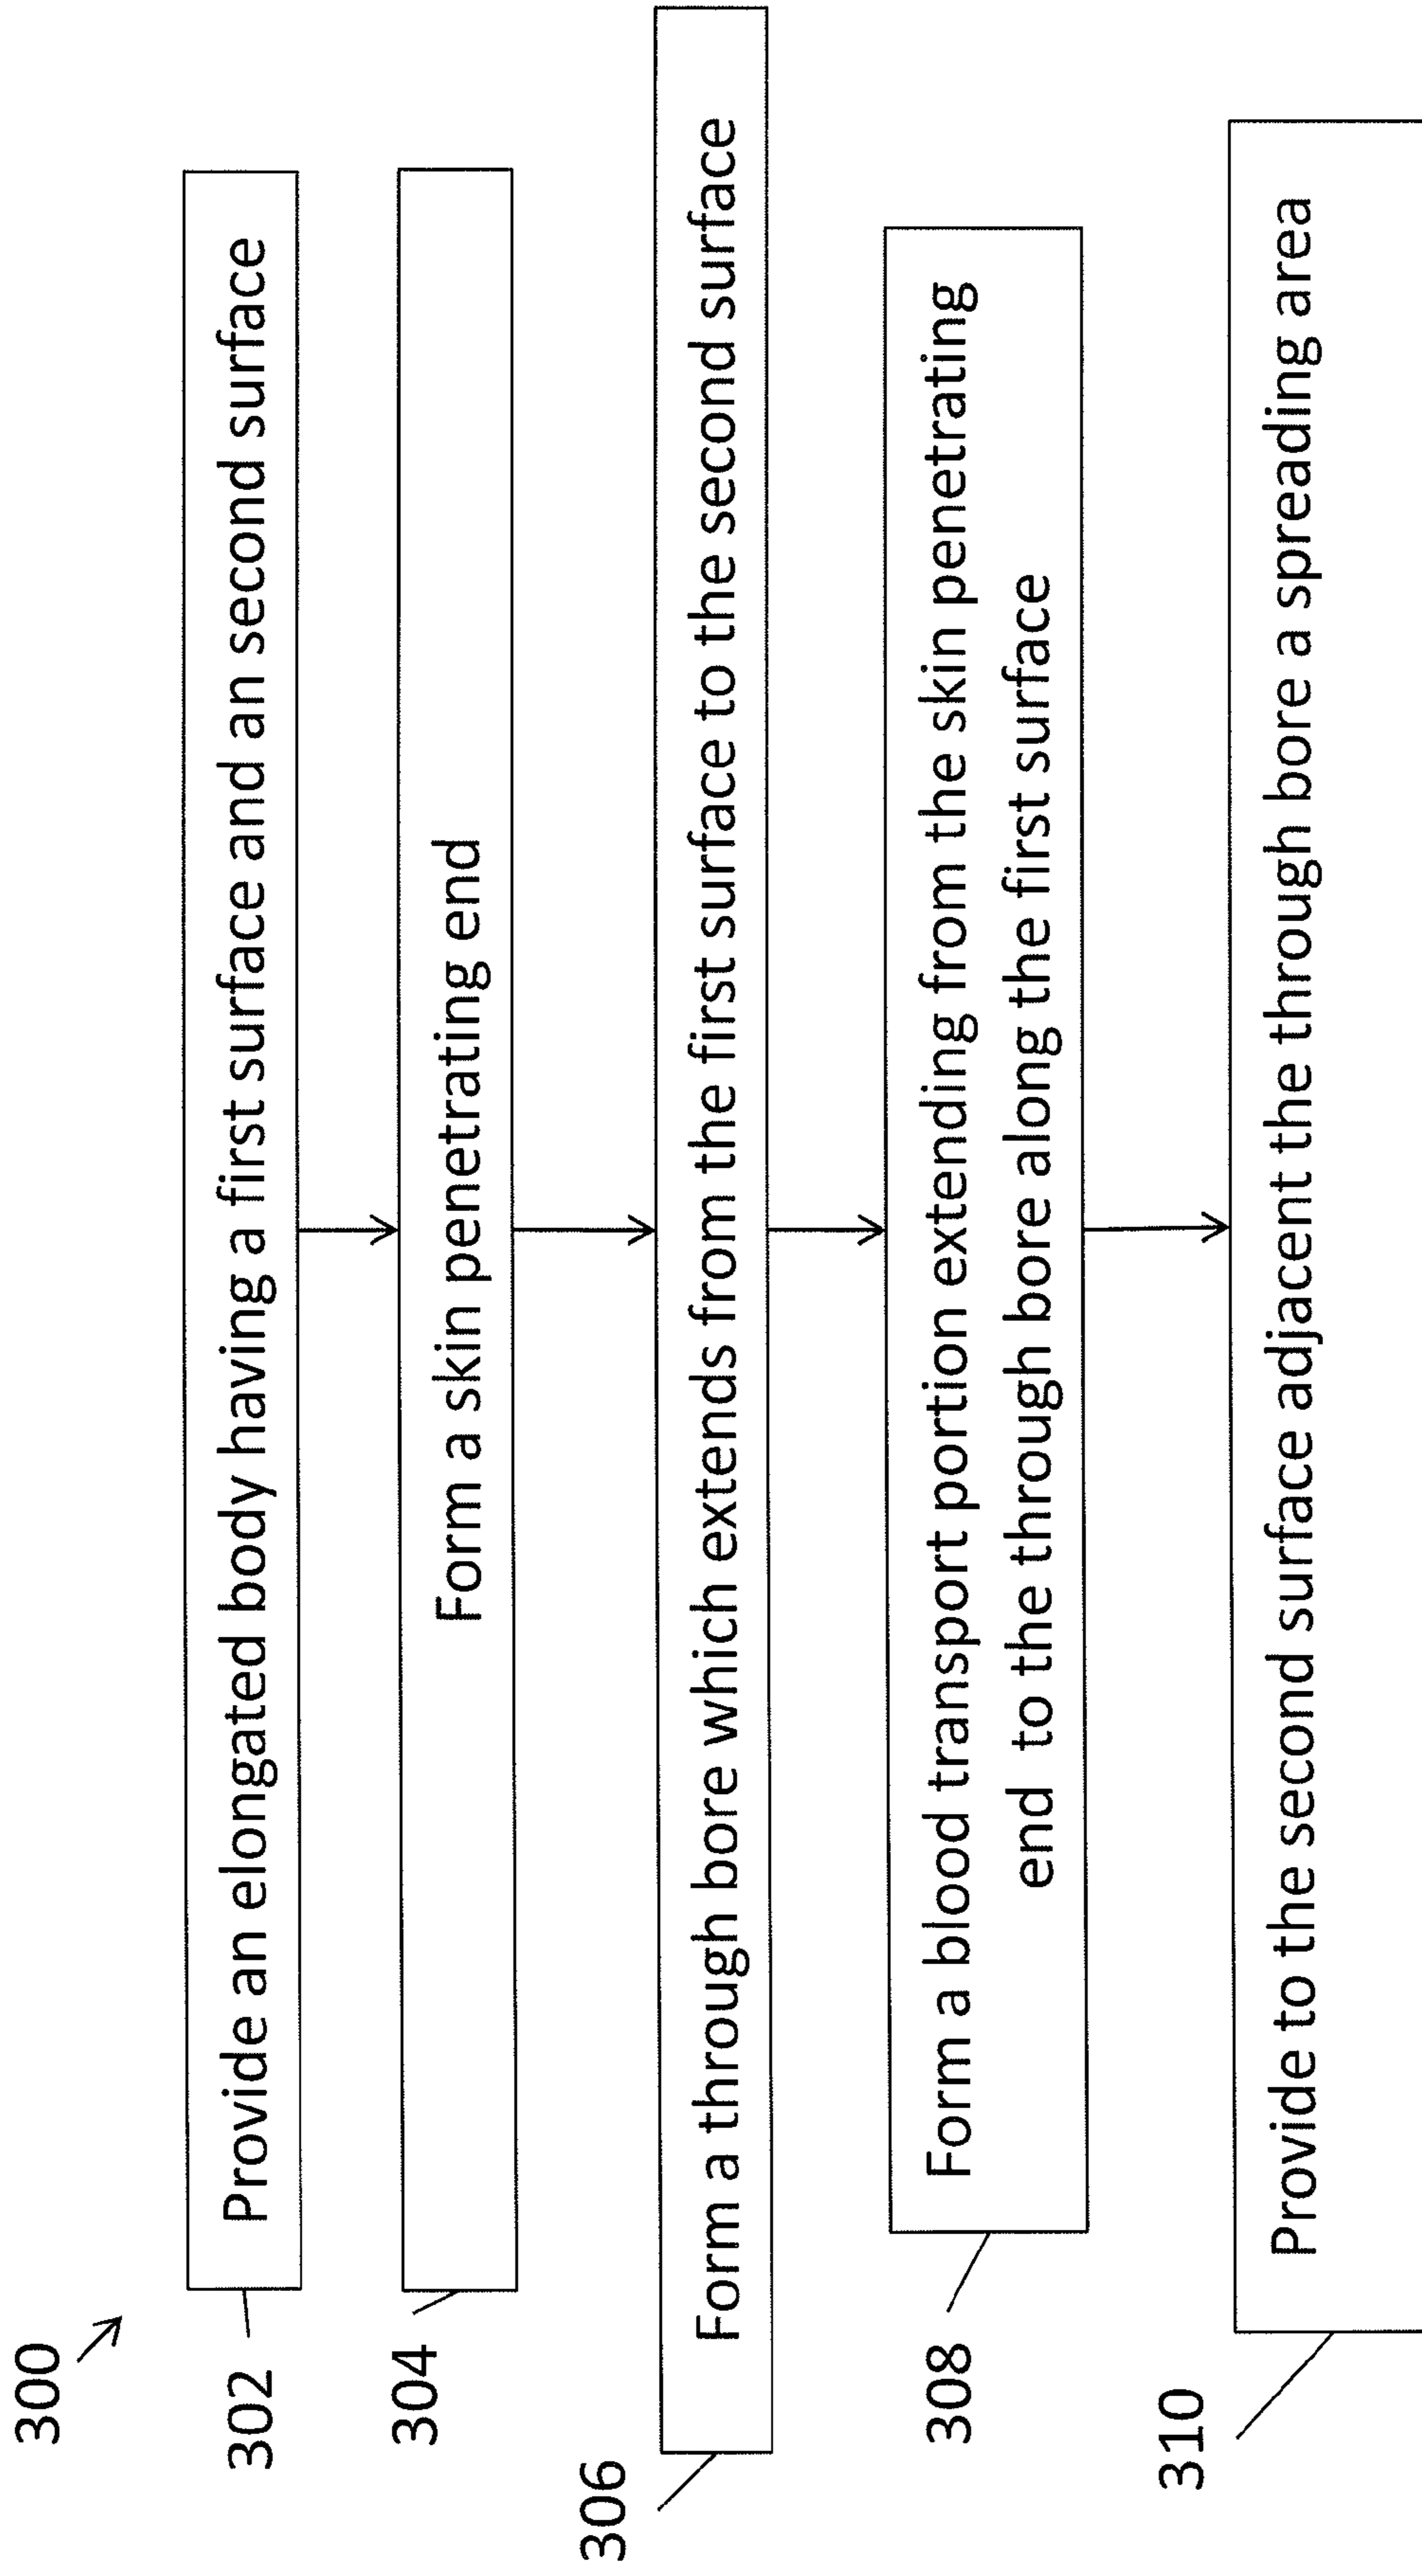 300
302
Provide an elongated body having a first surface and an second surface
304
Form a skin penetrating end
306
Form a through bore which extends from the first surface to the second surface
308
Form a blood transport portion extending from the skin penetrating
end to the through bore along the first surface
310
Provide to the second surface adjacent the through bore a spreading area